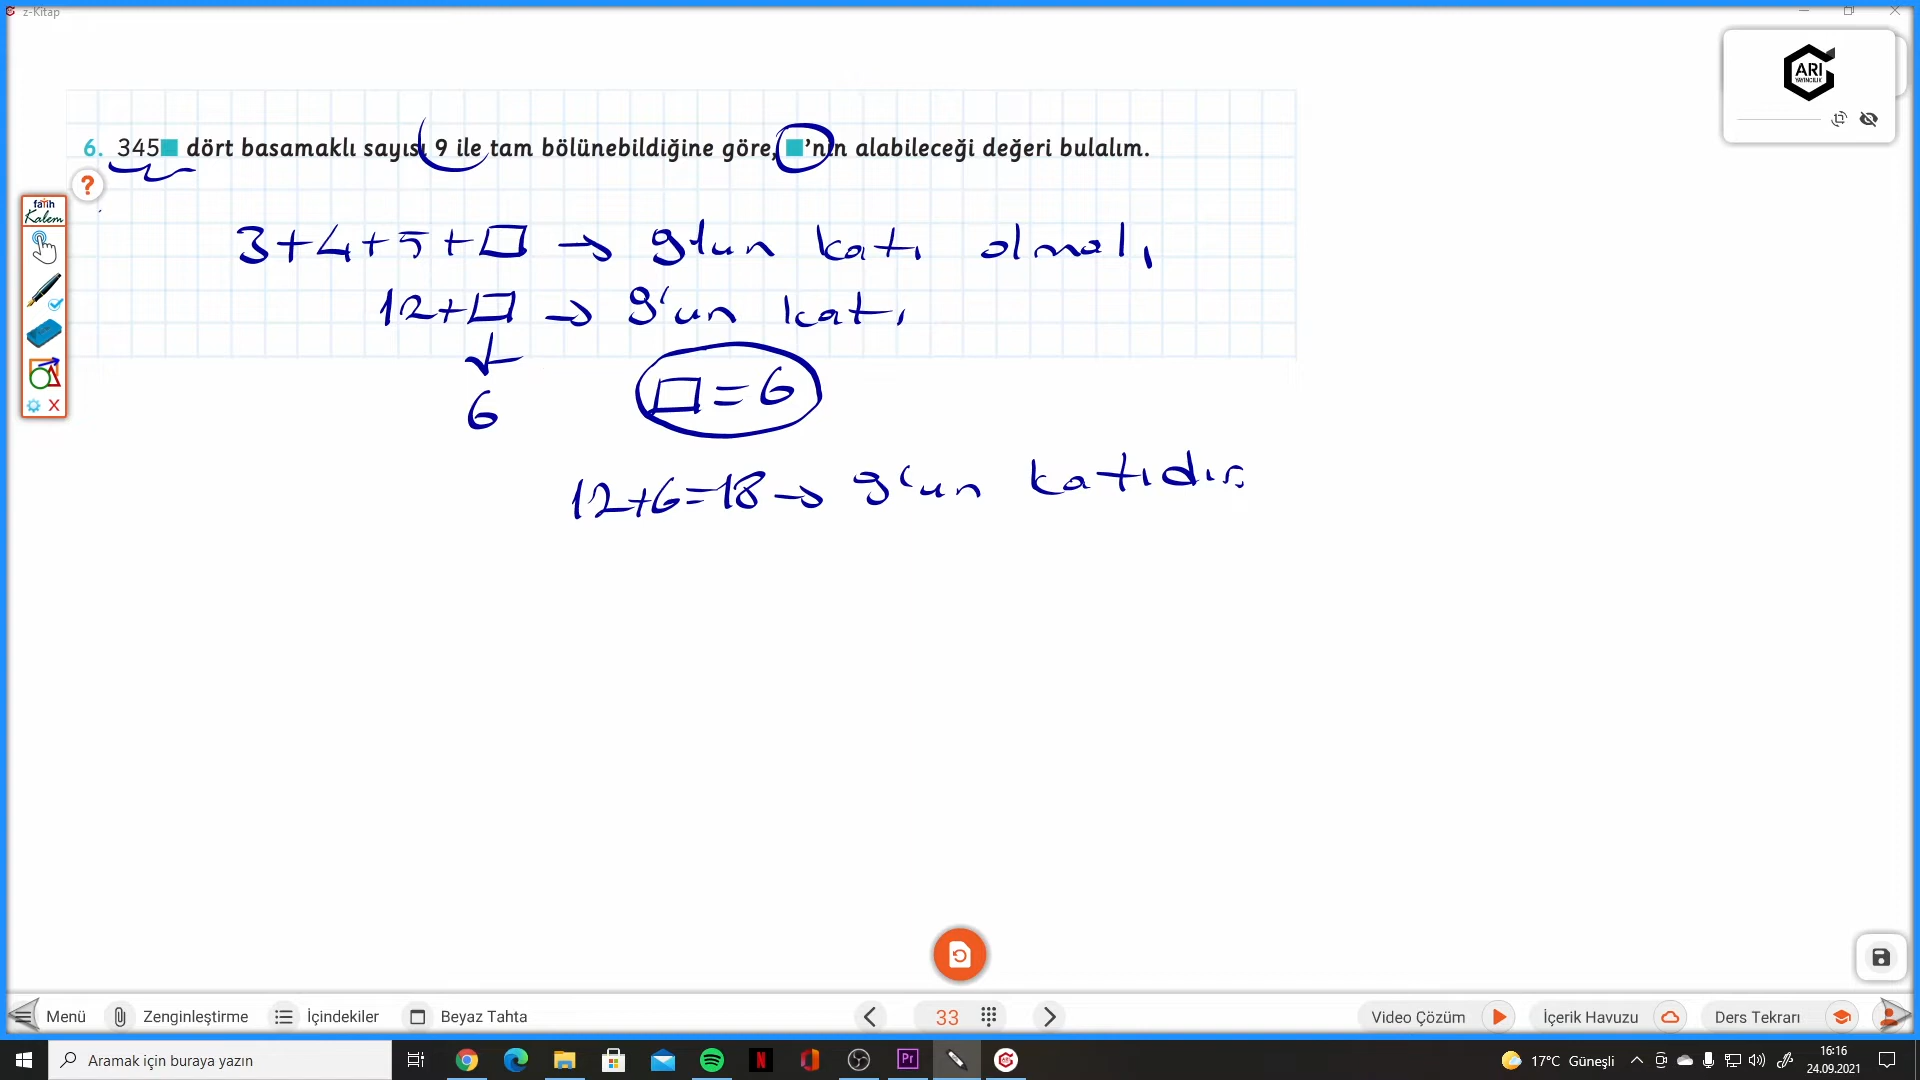 z-Kitap
ARI
YAYINCILIK
6. 345■ dört basamaklı sayısı 9 ile tam bölünebildiğine göre, ■'nin alabileceği değeri bulalım.
?
fatih
Kalem
3+4+5+□ → 9'un katı olmalı
12+□ → 9'un katı
6
□=6
12+6=18 → 9'un katıdır.
Menü Zenginleştirme İçindekiler Beyaz Tahta 33 Video Çözüm İçerik Havuzu Ders Tekrarı
Aramak için buraya yazın
Pr
17°C Güneşli
16:16
24.09.2021